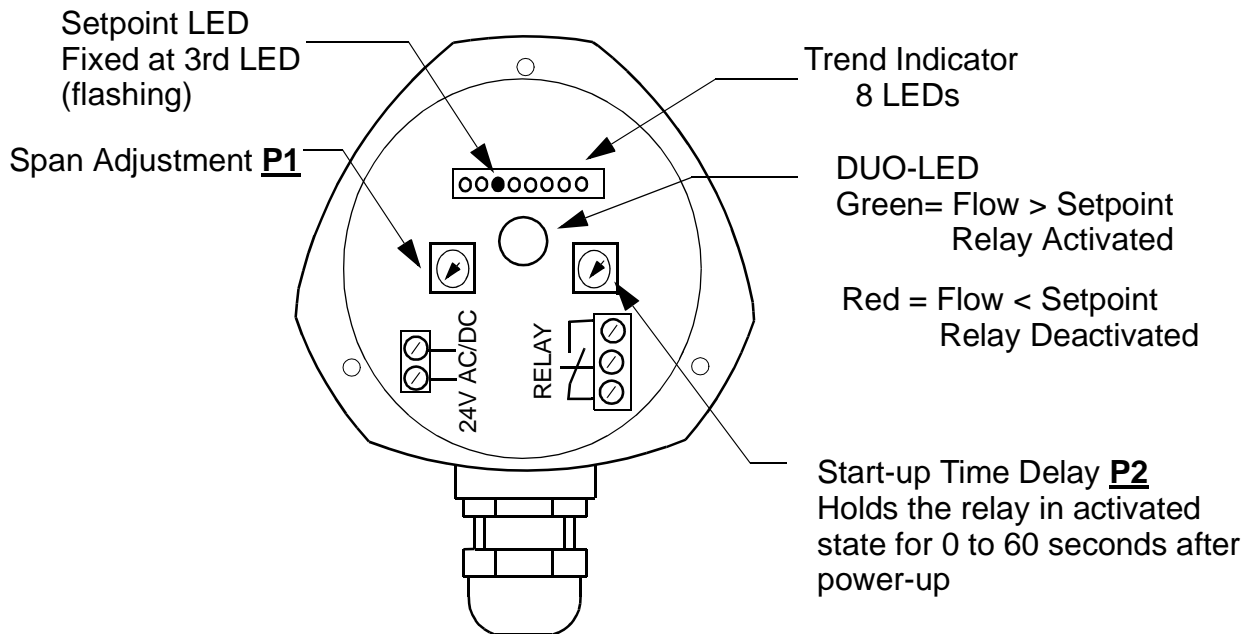 Setpoint LED
Fixed at 3rd LED
(flashing)
Span Adjustment P1
Trend Indicator
8 LEDs
DUO-LED
Green= Flow > Setpoint
Relay Activated
Red = Flow < Setpoint
Relay Deactivated
24V AC/DC
RELAY
Start-up Time Delay P2
Holds the relay in activated
state for 0 to 60 seconds after
power-up